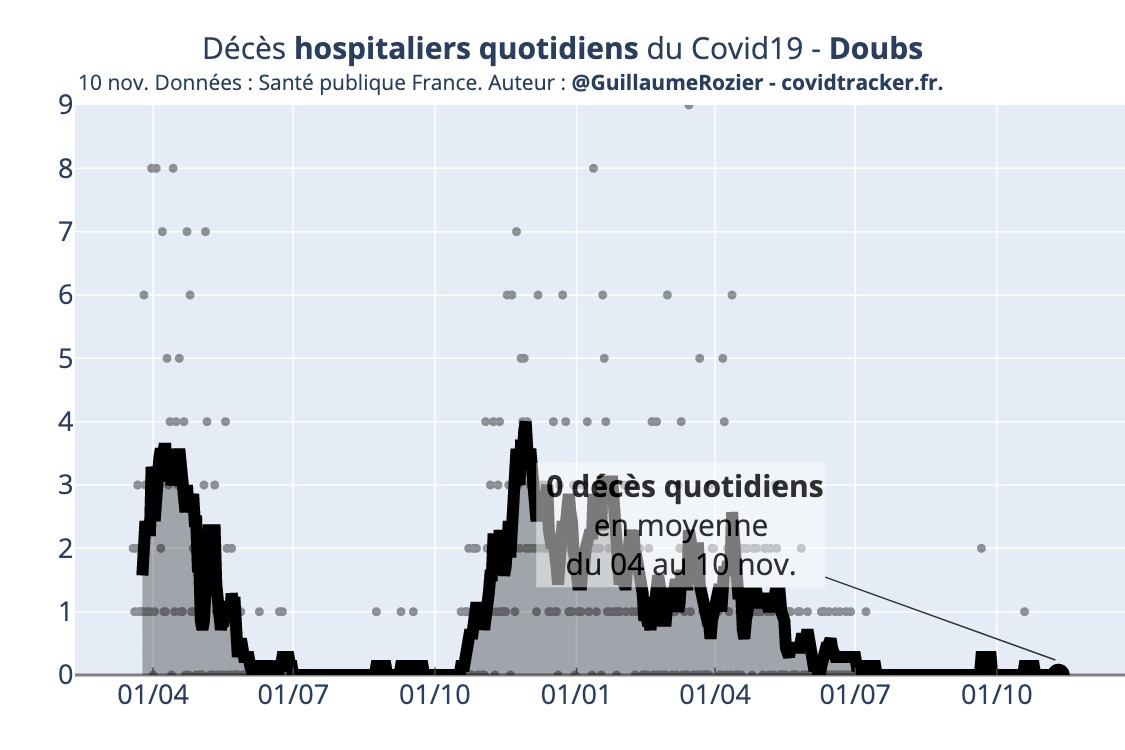 Décès hospitaliers quotidiens du Covid19 - Doubs
10 nov. Données : Santé publique France. Auteur : @GuillaumeRozier - covidtracker.fr.
9
8
7
6
5
4
3
2
1
0
0 décès quotidiens
en moyenne
du 04 au 10 nov.
01/04 01/07 01/10 01/01 01/04 01/07 01/10